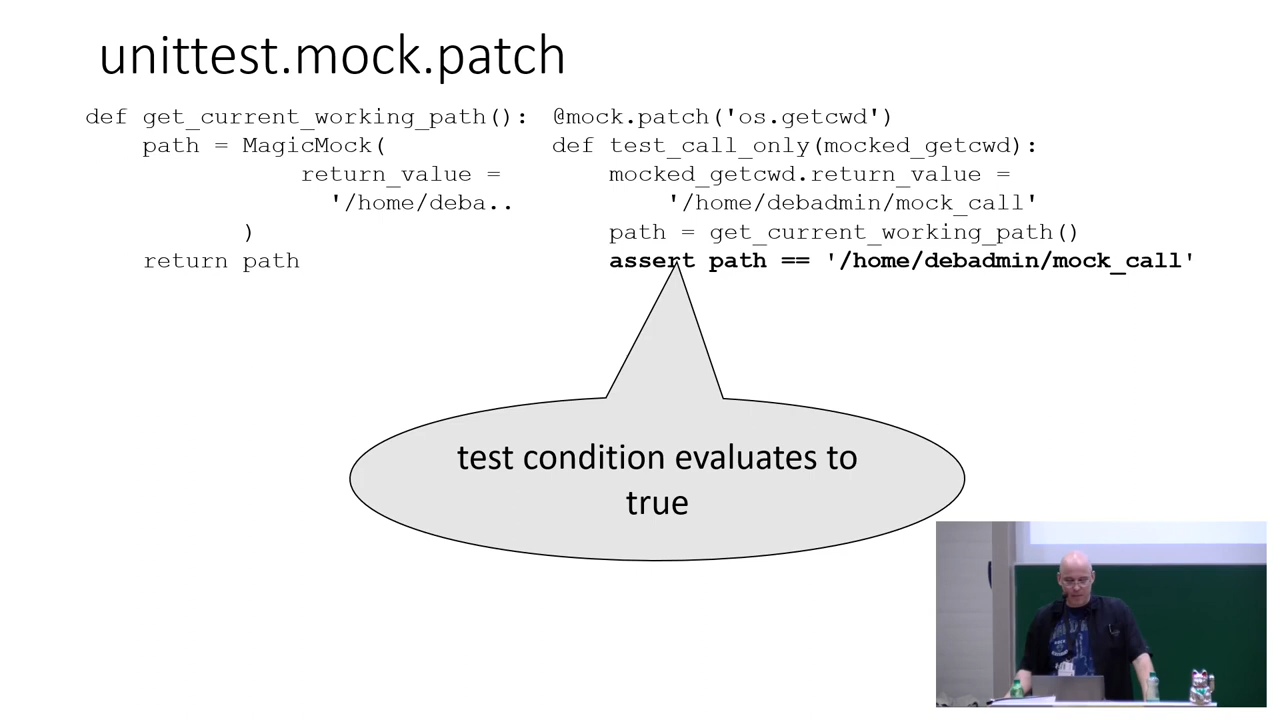 unittest.mock.patch
def get_current_working_path():
path = MagicMock(
return_value =
'/home/deba..
)
return path
@mock.patch('os.getcwd')
def test_call_only(mocked_getcwd):
mocked_getcwd.return_value =
'/home/debadmin/mock_call'
path = get_current_working_path()
assert path == '/home/debadmin/mock_call'
test condition evaluates to
true